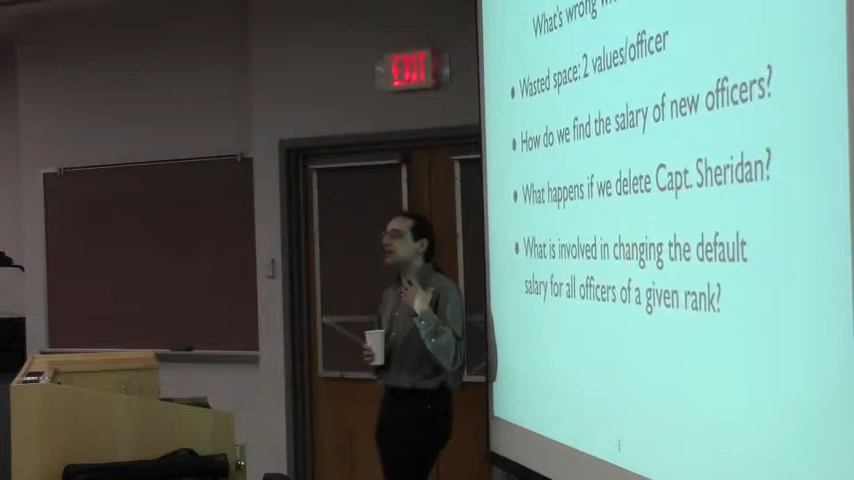 What's wrong
EXIT
• Wasted space: 2 values/officer
• How do we find the salary of new officers?
• What happens if we delete Capt. Sheridan?
• What is involved in changing the default
salary for all officers of a given rank?